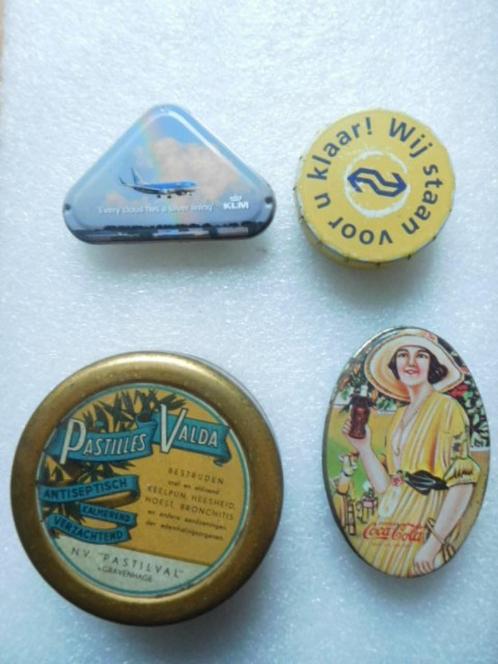 Every cloud has a silver lining
KLM
Wij staan voor u klaar!
PASTILLES VALDA
ANTISEPTISCH
KALMEREND
VERZACHTEND
BESTRIJDEN
snel en afdoend
KEELPIJN, HEESHEID,
HOEST, BRONCHITIS
en andere aandoeningen
der ademhalingsorganen.
N.V. "PASTILVAL"
'sGRAVENHAGE
Coca-Cola